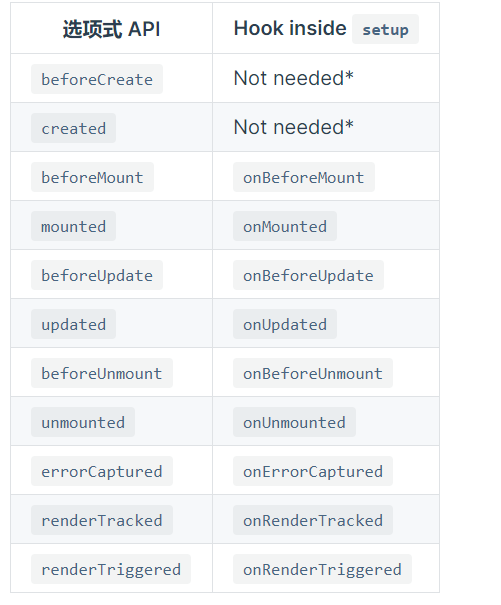 选项式 API Hook inside setup
beforeCreate Not needed*
created Not needed*
beforeMount onBeforeMount
mounted onMounted
beforeUpdate onBeforeUpdate
updated onUpdated
beforeUnmount onBeforeUnmount
unmounted onUnmounted
errorCaptured onErrorCaptured
renderTracked onRenderTracked
renderTriggered onRenderTriggered